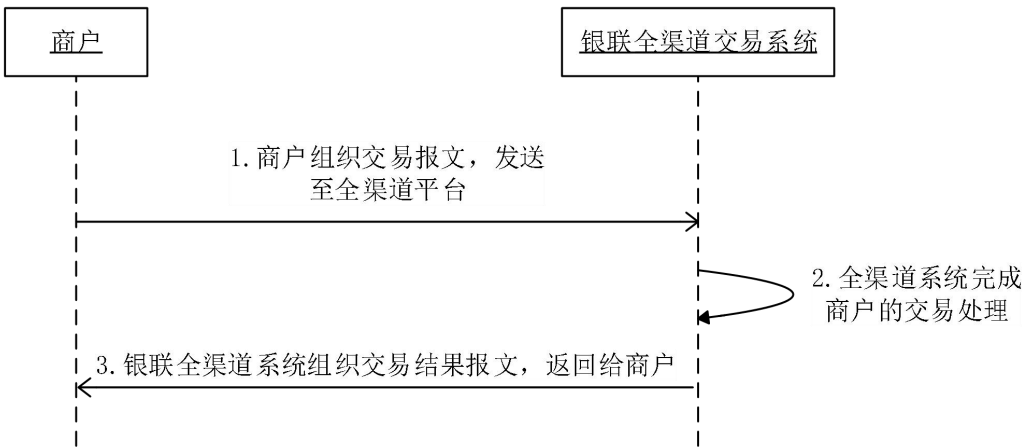 商户
银联全渠道交易系统
1.商户组织交易报文，发送
至全渠道平台
2.全渠道系统完成
商户的交易处理
3.银联全渠道系统组织交易结果报文，返回给商户